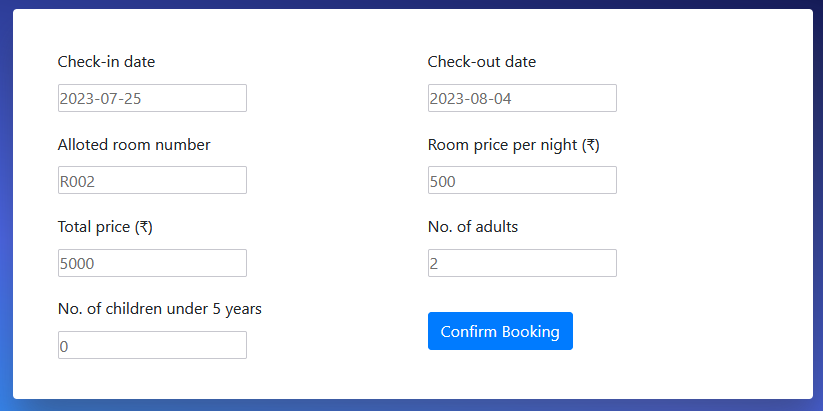 Check-in date
Check-out date
2023-07-25
2023-08-04
Alloted room number
Room price per night (₹)
R002
500
Total price (₹)
No. of adults
5000
2
No. of children under 5 years
0
Confirm Booking